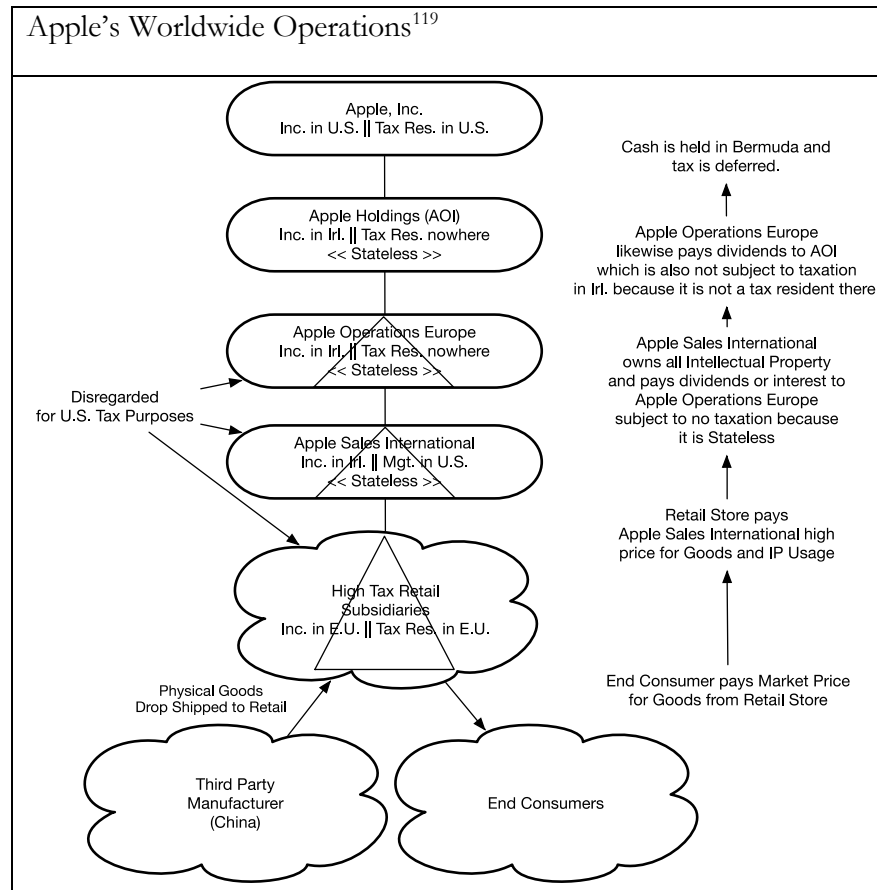 Apple's Worldwide Operations119
Apple, Inc.
Inc. in U.S. || Tax Res. in U.S.
Apple Holdings (AOI)
Inc. in Irl. || Tax Res. nowhere
<< Stateless >>
Apple Operations Europe
Inc. in Irl. || Tax Res. nowhere
<< Stateless >>
Disregarded
for U.S. Tax Purposes
Apple Sales International
Inc. in Irl. || Mgt. in U.S.
<< Stateless >>
High Tax Retail
Subsidiaries
Inc. in E.U. || Tax Res. in E.U.
Physical Goods
Drop Shipped to Retail
Third Party
Manufacturer
(China)
End Consumers
Cash is held in Bermuda and
tax is deferred.
Apple Operations Europe
likewise pays dividends to AOI
which is also not subject to taxation
in Irl. because it is not a tax resident there
Apple Sales International
owns all Intellectual Property
and pays dividends or interest to
Apple Operations Europe
subject to no taxation because
it is Stateless
Retail Store pays
Apple Sales International high
price for Goods and IP Usage
End Consumer pays Market Price
for Goods from Retail Store